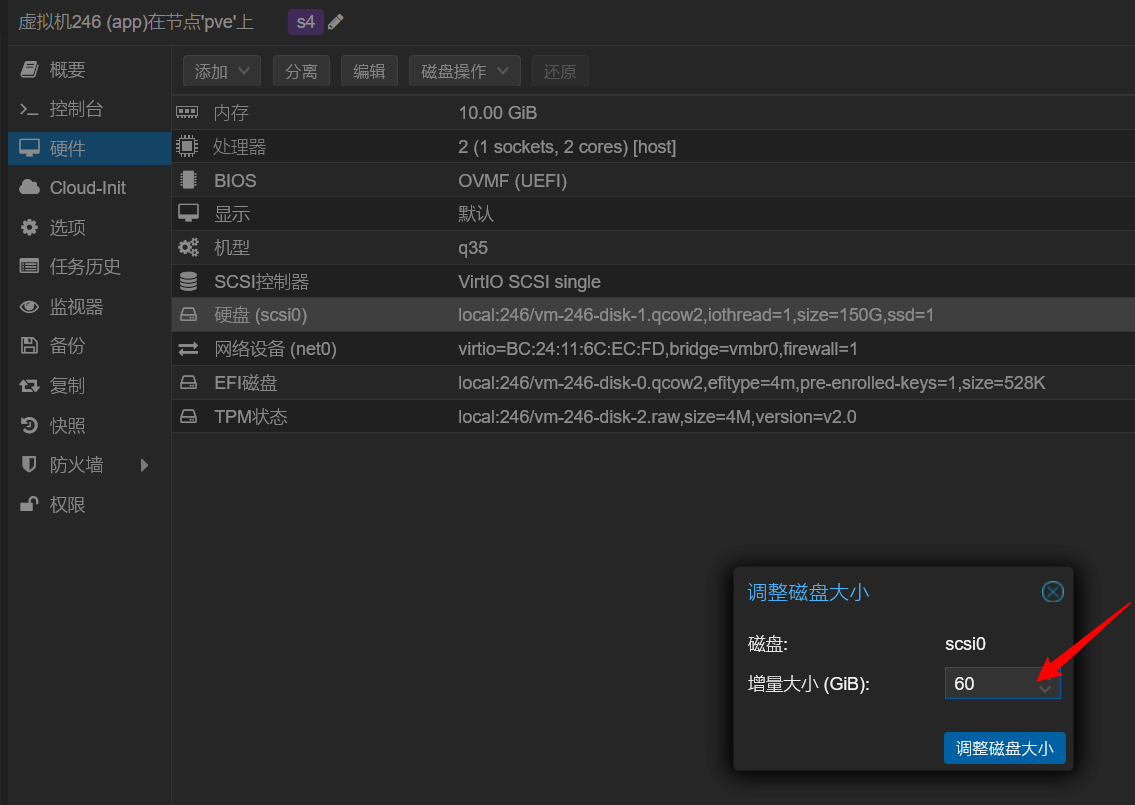 虚拟机246 (app)在节点'pve'上 s4
概要
控制台
硬件
Cloud-Init
选项
任务历史
监视器
备份
复制
快照
防火墙
权限
添加 分离 编辑 磁盘操作 还原
内存 10.00 GiB
处理器 2 (1 sockets, 2 cores) [host]
BIOS OVMF (UEFI)
显示 默认
机型 q35
SCSI控制器 VirtIO SCSI single
硬盘 (scsi0) local:246/vm-246-disk-1.qcow2,iothread=1,size=150G,ssd=1
网络设备 (net0) virtio=BC:24:11:6C:EC:FD,bridge=vmbr0,firewall=1
EFI磁盘 local:246/vm-246-disk-0.qcow2,efitype=4m,pre-enrolled-keys=1,size=528K
TPM状态 local:246/vm-246-disk-2.raw,size=4M,version=v2.0
调整磁盘大小
磁盘: scsi0
增量大小 (GiB): 60
调整磁盘大小